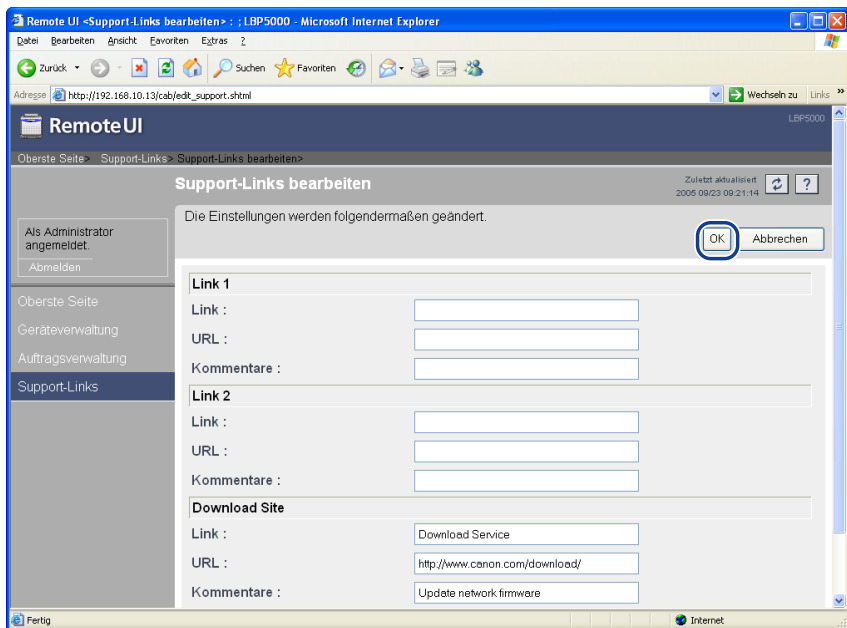 Remote UI <Support-Links bearbeiten> : ; LBP5000 - Microsoft Internet Explorer
Datei Bearbeiten Ansicht Favoriten Extras ?
Zurück Suchen Favoriten
Adresse http://192.168.10.13/cab/edit_support.shtml Wechseln zu Links »
Remote UI LBP5000
Oberste Seite> Support-Links> Support-Links bearbeiten>
Support-Links bearbeiten
Zuletzt aktualisiert
2005 09/23 09:21:14 ?
Die Einstellungen werden folgendermaßen geändert.
OK Abbrechen
Als Administrator
angemeldet.
Abmelden
Oberste Seite
Geräteverwaltung
Auftragsverwaltung
Support-Links
Link 1
Link :
URL :
Kommentare :
Link 2
Link :
URL :
Kommentare :
Download Site
Link : Download Service
URL : http://www.canon.com/download/
Kommentare : Update network firmware
Fertig Internet